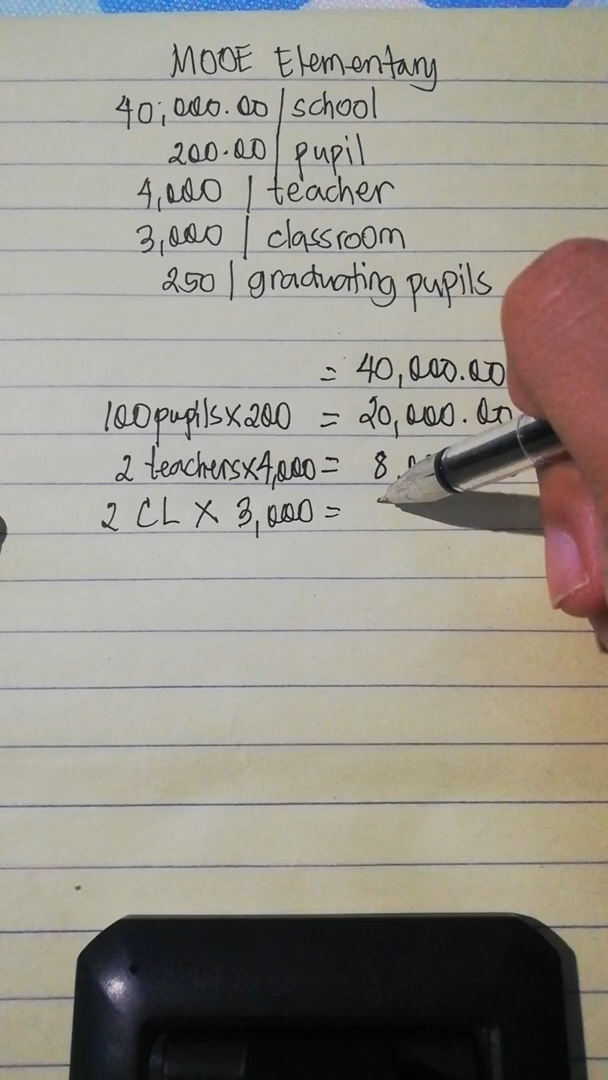 MOOE Elementary
40,000.00 / school
200.00 / pupil
4,000 / teacher
3,000 / classroom
250 / graduating pupils
= 40,000.00
100 pupils x 200 = 20,000.00
2 teachers x 4,000 = 8
2 CL x 3,000 =